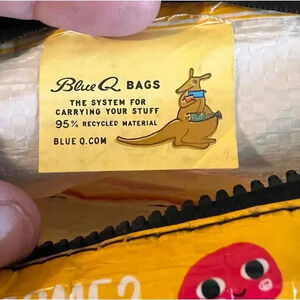 Blue Q BAGS
THE SYSTEM FOR
CARRYING YOUR STUFF
95% RECYCLED MATERIAL
BLUE Q.COM